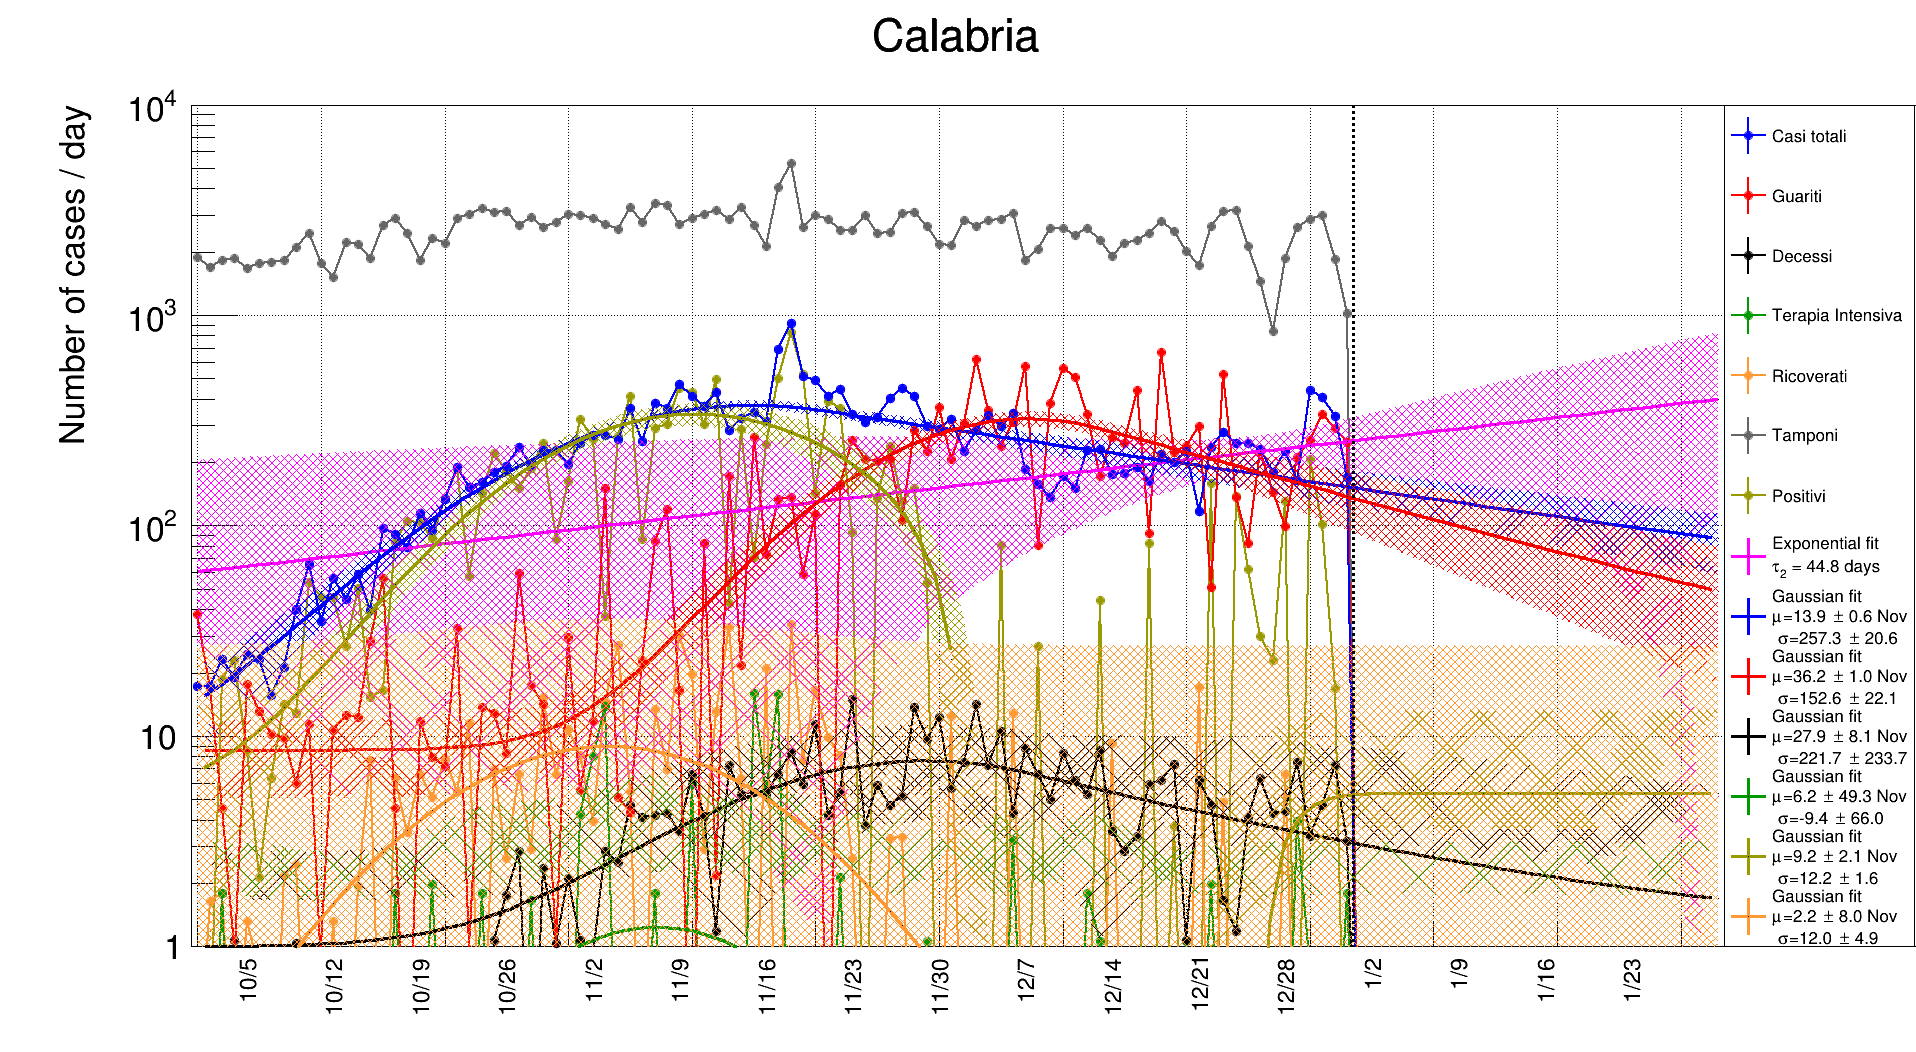 Calabria
Number of cases / day
10⁴
10³
10²
10
1
10/5
10/12
10/19
10/26
11/2
11/9
11/16
11/23
11/30
12/7
12/14
12/21
12/28
1/2
1/9
1/16
1/23
Casi totali
Guariti
Decessi
Terapia Intensiva
Ricoverati
Tamponi
Positivi
Exponential fit
τ₂ = 44.8 days
Gaussian fit
μ=13.9 ± 0.6 Nov
σ=257.3 ± 20.6
Gaussian fit
μ=36.2 ± 1.0 Nov
σ=152.6 ± 22.1
Gaussian fit
μ=27.9 ± 8.1 Nov
σ=221.7 ± 233.7
Gaussian fit
μ=6.2 ± 49.3 Nov
σ=-9.4 ± 66.0
Gaussian fit
μ=9.2 ± 2.1 Nov
σ=12.2 ± 1.6
Gaussian fit
μ=2.2 ± 8.0 Nov
σ=12.0 ± 4.9